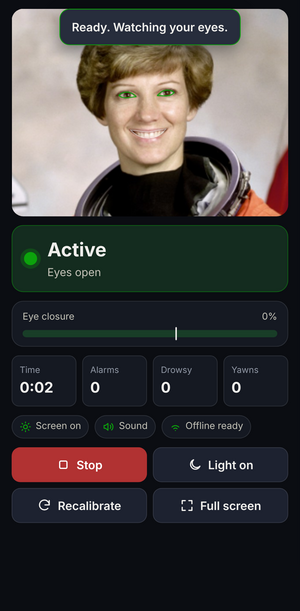 Ready. Watching your eyes.
Active
Eyes open
Eye closure 0%
Time Alarms Drowsy Yawns
0:02 0 0 0
Screen on Sound Offline ready
Stop Light on
Recalibrate Full screen